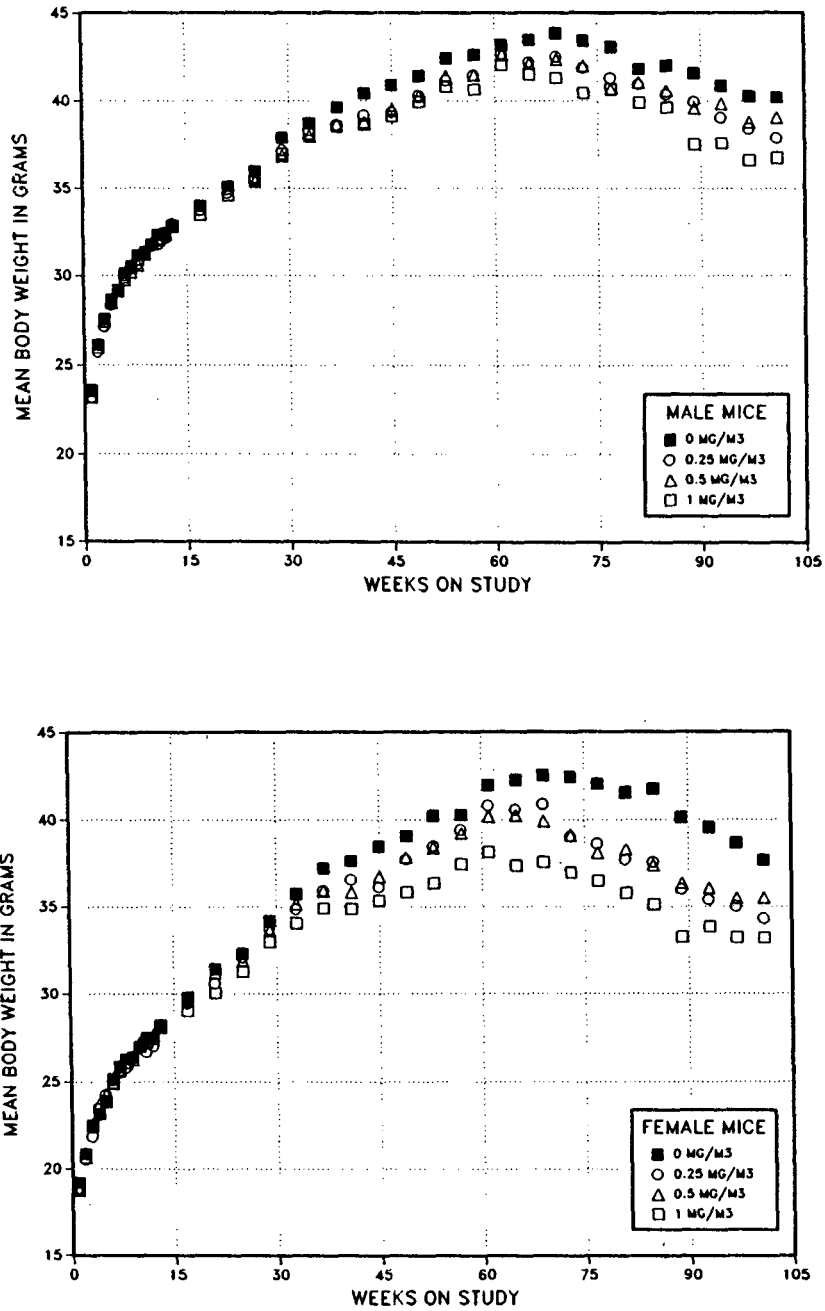 MEAN BODY WEIGHT IN GRAMS
45
40
35
30
25
20
15
0 15 30 45 60 75 90 105
WEEKS ON STUDY
MALE MICE
0 MG/M3
0.25 MG/M3
0.5 MG/M3
1 MG/M3
MEAN BODY WEIGHT IN GRAMS
45
40
35
30
25
20
15
0 15 30 45 60 75 90 105
WEEKS ON STUDY
FEMALE MICE
0 MG/M3
0.25 MG/M3
0.5 MG/M3
1 MG/M3